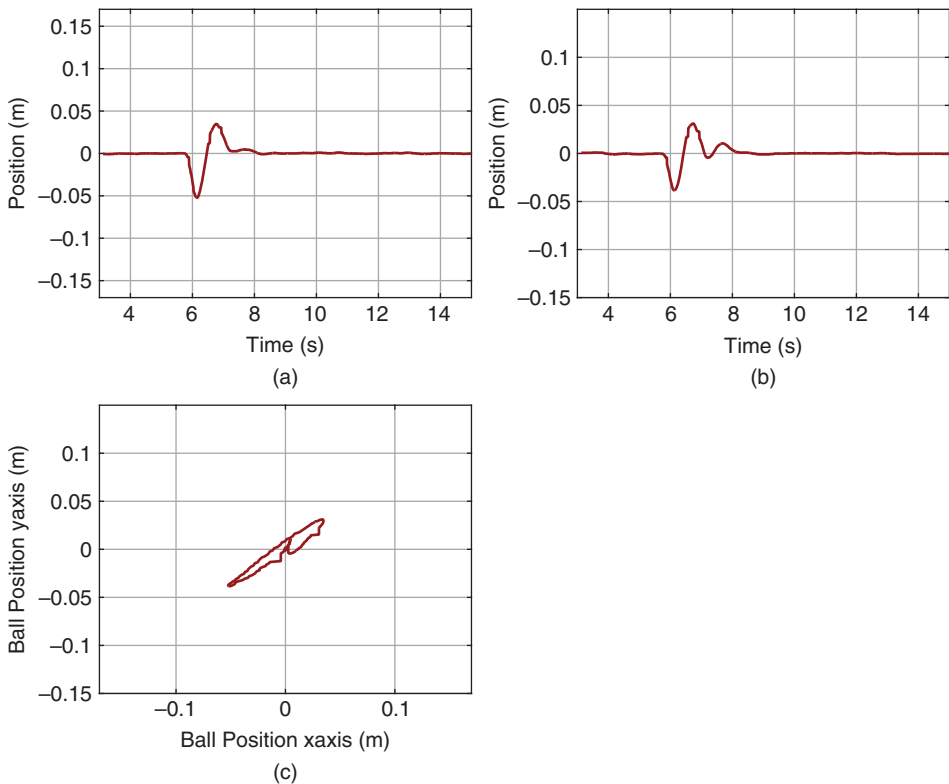 0.15
0.1
0.05
0
–0.05
–0.1
–0.15
Position (m)
4 6 8 10 12 14
Time (s)
(a)
0.1
0.05
0
–0.05
–0.1
–0.15
Position (m)
4 6 8 10 12 14
Time (s)
(b)
0.1
0.05
0
–0.05
–0.1
–0.15
Ball Position yaxis (m)
–0.1 0 0.1
Ball Position xaxis (m)
(c)